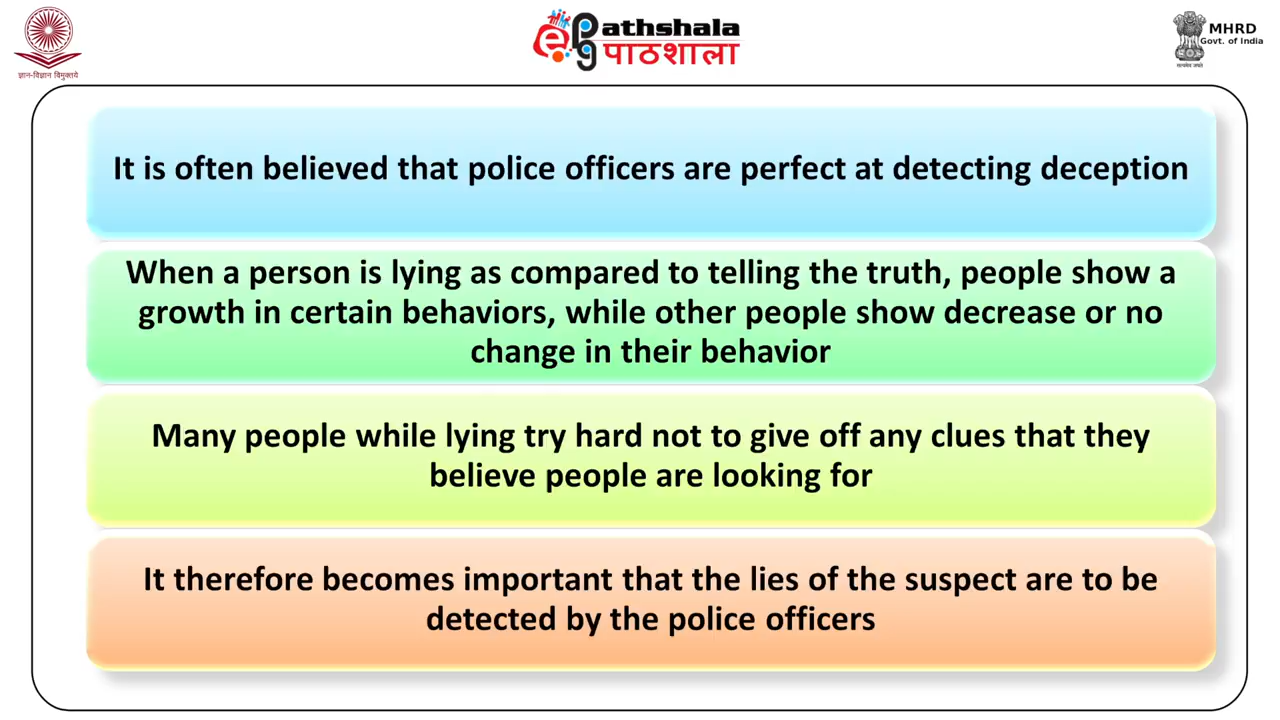 ज्ञान-विज्ञान विमुक्तये
epg athshala
पाठशाला
MHRD
Govt. of India
सत्यमेव जयते
It is often believed that police officers are perfect at detecting deception
When a person is lying as compared to telling the truth, people show a
growth in certain behaviors, while other people show decrease or no
change in their behavior
Many people while lying try hard not to give off any clues that they
believe people are looking for
It therefore becomes important that the lies of the suspect are to be
detected by the police officers